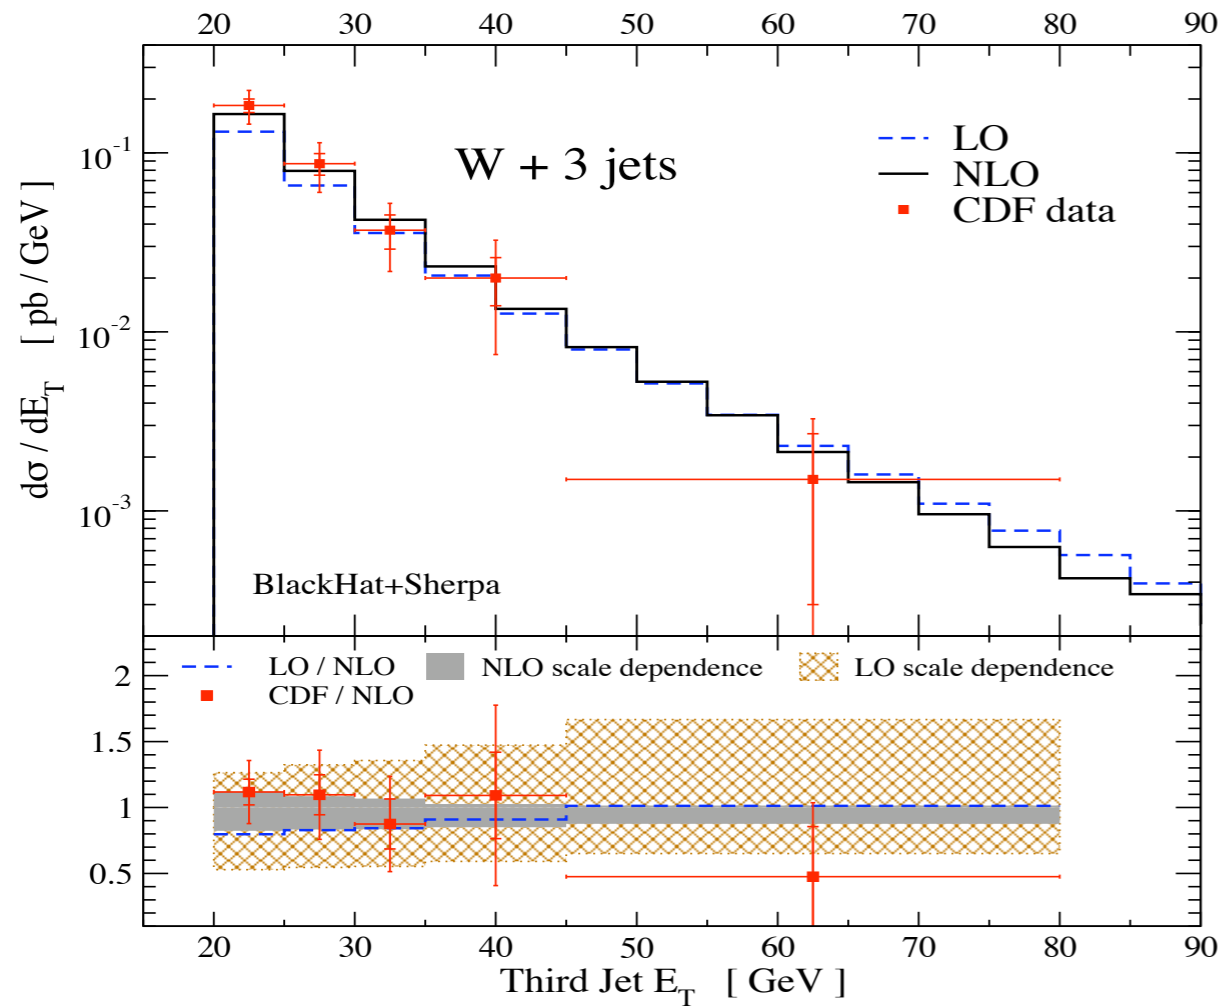 20 30 40 50 60 70 80 90
10^-1
10^-2
10^-3
dσ / dE_T [ pb / GeV ]
W + 3 jets
LO
NLO
CDF data
BlackHat+Sherpa
LO / NLO
CDF / NLO
NLO scale dependence
LO scale dependence
2
1.5
1
0.5
20 30 40 50 60 70 80 90
Third Jet E_T [ GeV ]